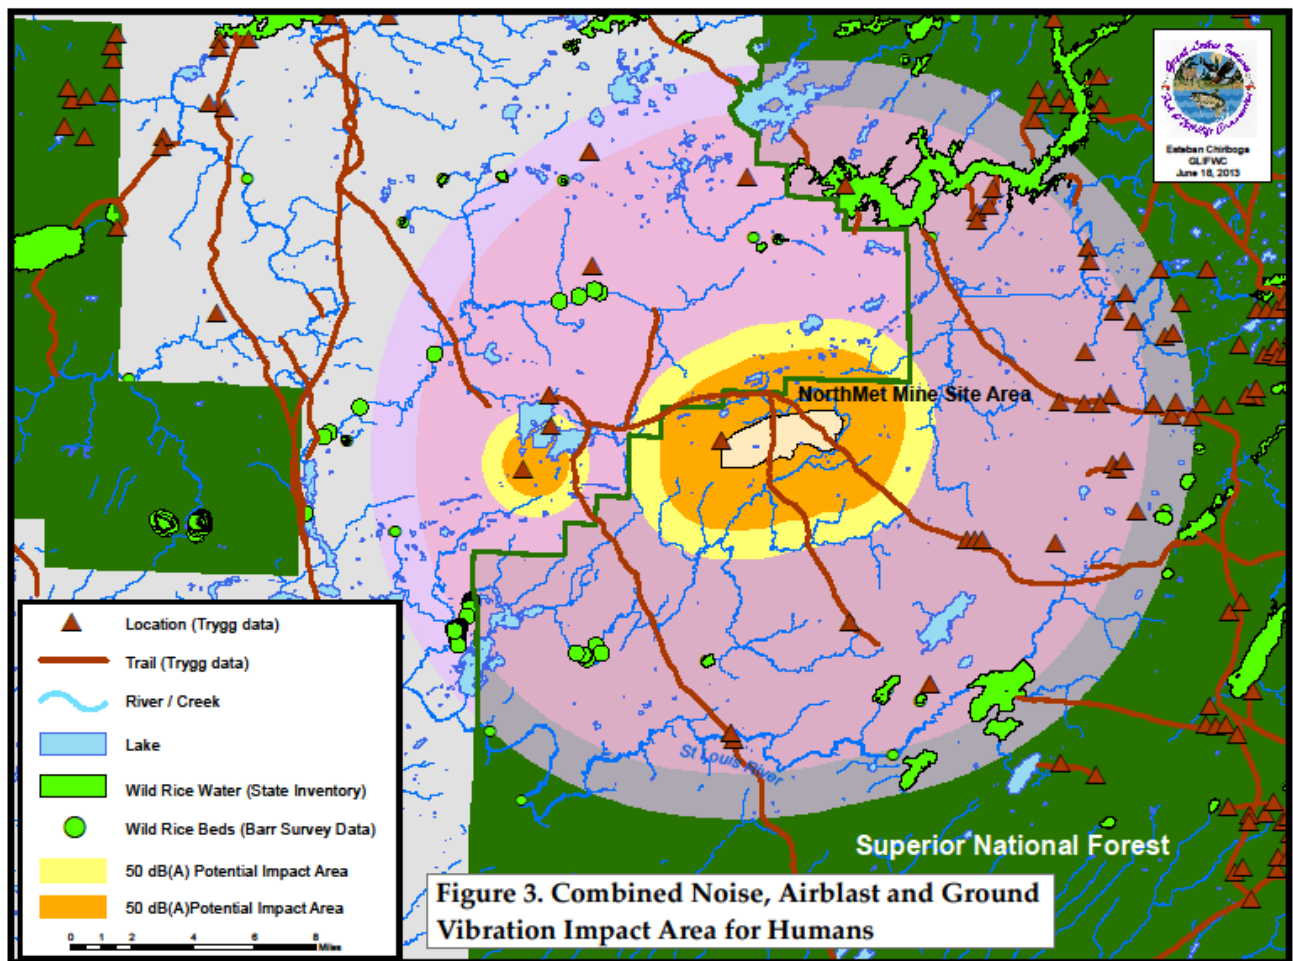 Esteban Chiriboga
GLIFWC
June 18, 2013
NorthMet Mine Site Area
Location (Trygg data)
Trail (Trygg data)
River / Creek
Lake
Wild Rice Water (State Inventory)
Wild Rice Beds (Barr Survey Data)
50 dB(A) Potential Impact Area
50 dB(A)Potential Impact Area
0 1 2 4 6 8
Miles
St Louis River
Superior National Forest
Figure 3. Combined Noise, Airblast and Ground
Vibration Impact Area for Humans